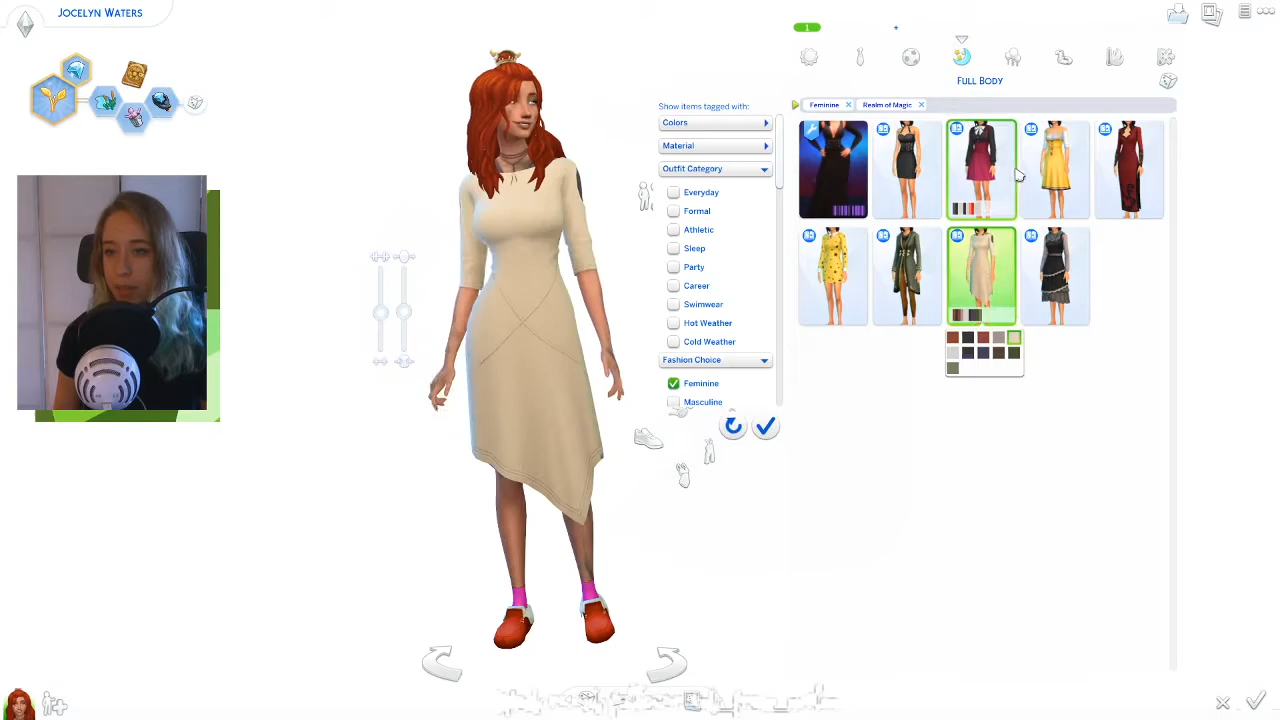 JOCELYN WATERS
1
+
FULL BODY
Show items tagged with:
Feminine
Realm of Magic
Colors
Material
Outfit Category
Everyday
Formal
Athletic
Sleep
Party
Career
Swimwear
Hot Weather
Cold Weather
Fashion Choice
Feminine
Masculine